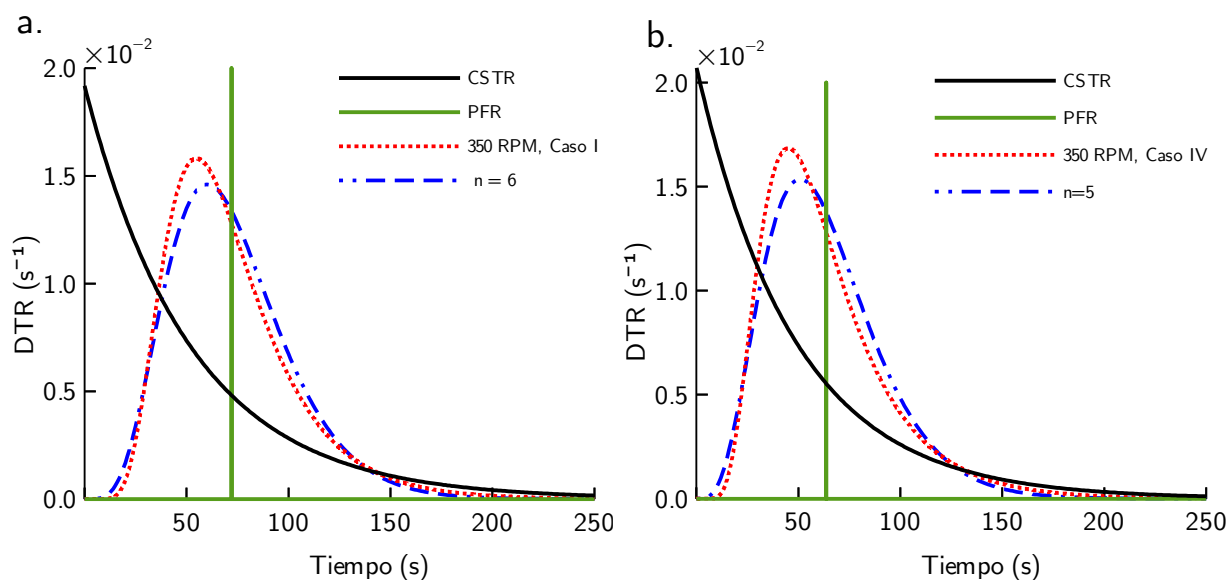 a.
×10⁻²
2.0
1.5
1.0
0.5
0.0
DTR (s⁻¹)
50
100
150
200
250
Tiempo (s)
CSTR
PFR
350 RPM, Caso I
n = 6
b.
×10⁻²
2.0
1.5
1.0
0.5
0.0
DTR (s⁻¹)
50
100
150
200
250
Tiempo (s)
CSTR
PFR
350 RPM, Caso IV
n=5